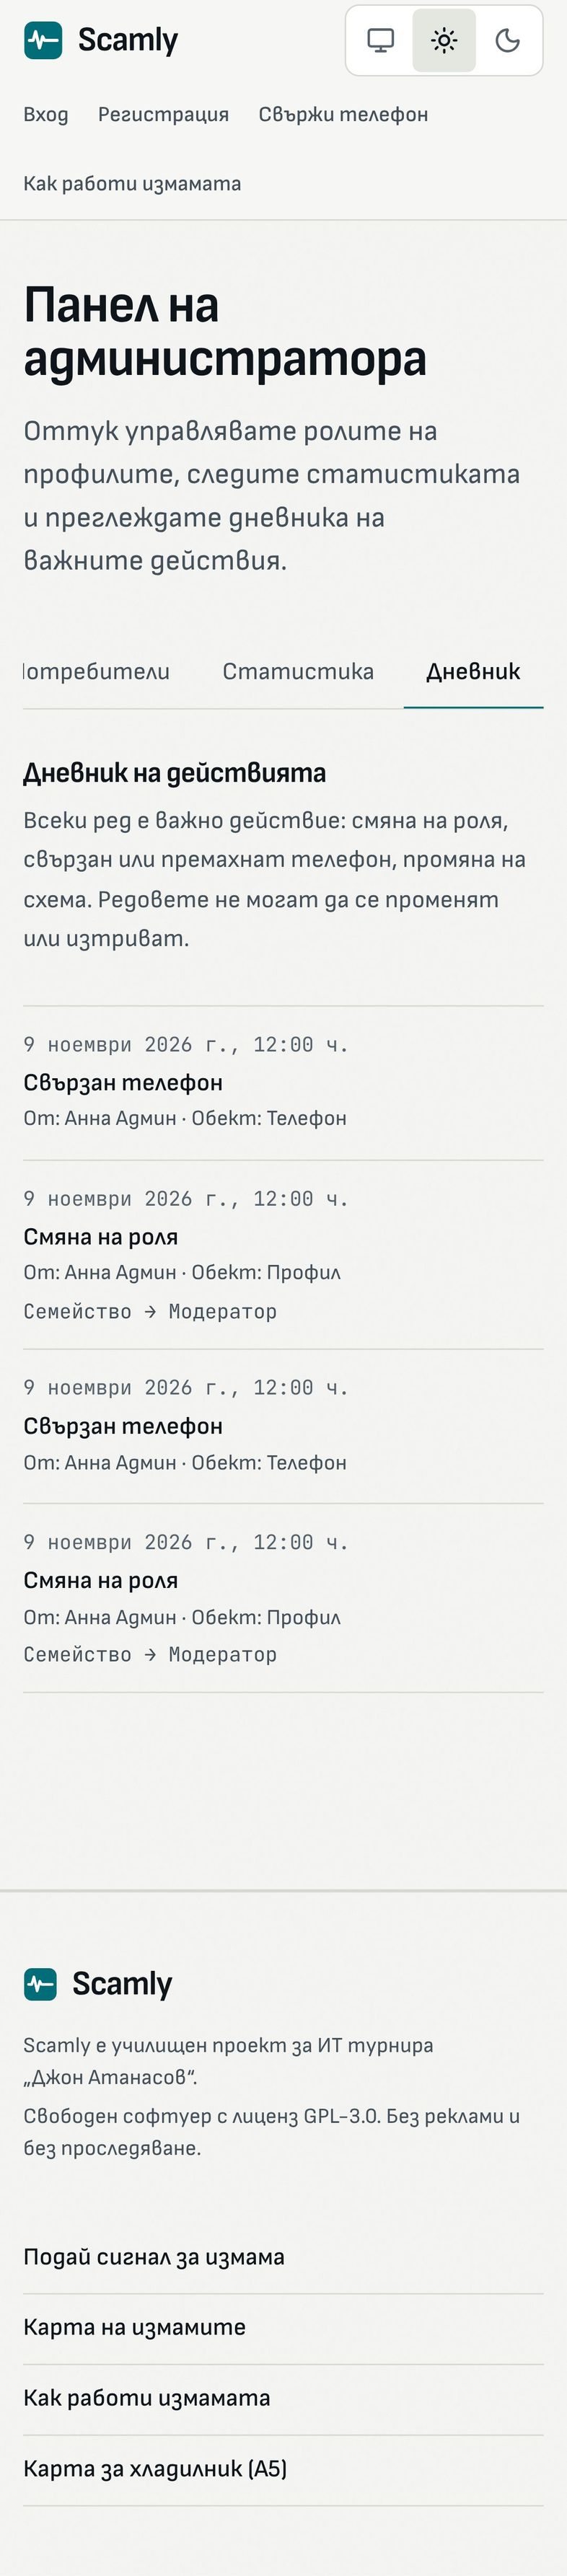 Scamly
Вход Регистрация Свържи телефон
Как работи измамата
Панел на
администратора
Оттук управлявате ролите на
профилите, следите статистиката
и преглеждате дневника на
важните действия.
Статистика Дневник
Дневник на действията
Всеки ред е важно действие: смяна на роля,
свързан или премахнат телефон, промяна на
схема. Редовете не могат да се променят
или изтриват.
9 ноември 2026 г., 12:00 ч.
Свързан телефон
От: Анна Админ · Обект: Телефон
9 ноември 2026 г., 12:00 ч.
Смяна на роля
От: Анна Админ · Обект: Профил
Семейство → Модератор
9 ноември 2026 г., 12:00 ч.
Свързан телефон
От: Анна Админ · Обект: Телефон
9 ноември 2026 г., 12:00 ч.
Смяна на роля
От: Анна Админ · Обект: Профил
Семейство → Модератор
Scamly
Scamly е училищен проект за ИТ турнира
„Джон Атанасов“.
Свободен софтуер с лиценз GPL-3.0. Без реклами и
без проследяване.
Подай сигнал за измама
Карта на измамите
Как работи измамата
Карта за хладилник (А5)